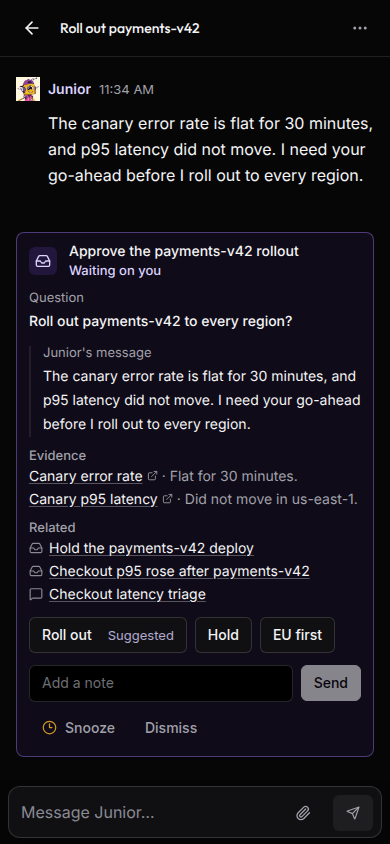 Roll out payments-v42
Junior 11:34 AM
The canary error rate is flat for 30 minutes,
and p95 latency did not move. I need your
go-ahead before I roll out to every region.
Approve the payments-v42 rollout
Waiting on you
Question
Roll out payments-v42 to every region?
Junior's message
The canary error rate is flat for 30 minutes, and
p95 latency did not move. I need your go-ahead
before I roll out to every region.
Evidence
Canary error rate · Flat for 30 minutes.
Canary p95 latency · Did not move in us-east-1.
Related
Hold the payments-v42 deploy
Checkout p95 rose after payments-v42
Checkout latency triage
Roll out Suggested Hold EU first
Add a note Send
Snooze Dismiss
Message Junior...